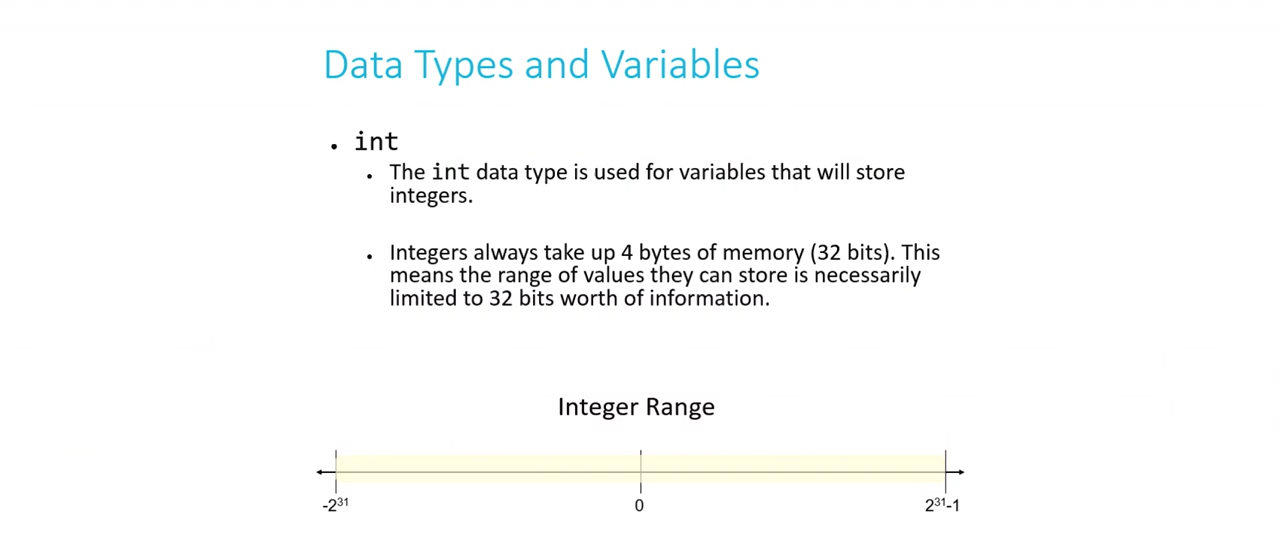 Data Types and Variables
• int
• The int data type is used for variables that will store
integers.
• Integers always take up 4 bytes of memory (32 bits). This
means the range of values they can store is necessarily
limited to 32 bits worth of information.
Integer Range
-2³¹ 0 2³¹-1